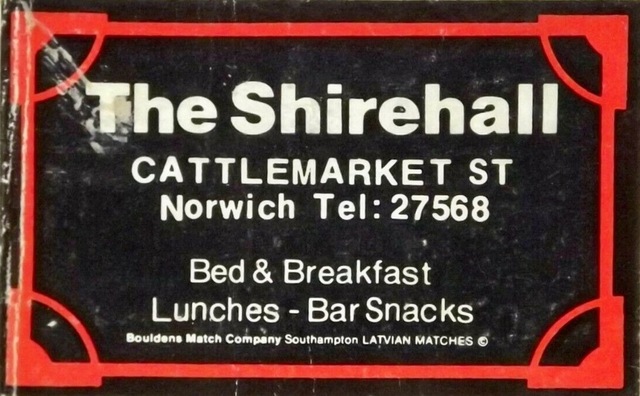 The Shirehall
CATTLEMARKET ST
Norwich Tel: 27568
Bed & Breakfast
Lunches - Bar Snacks
Bouldens Match Company Southampton LATVIAN MATCHES ©